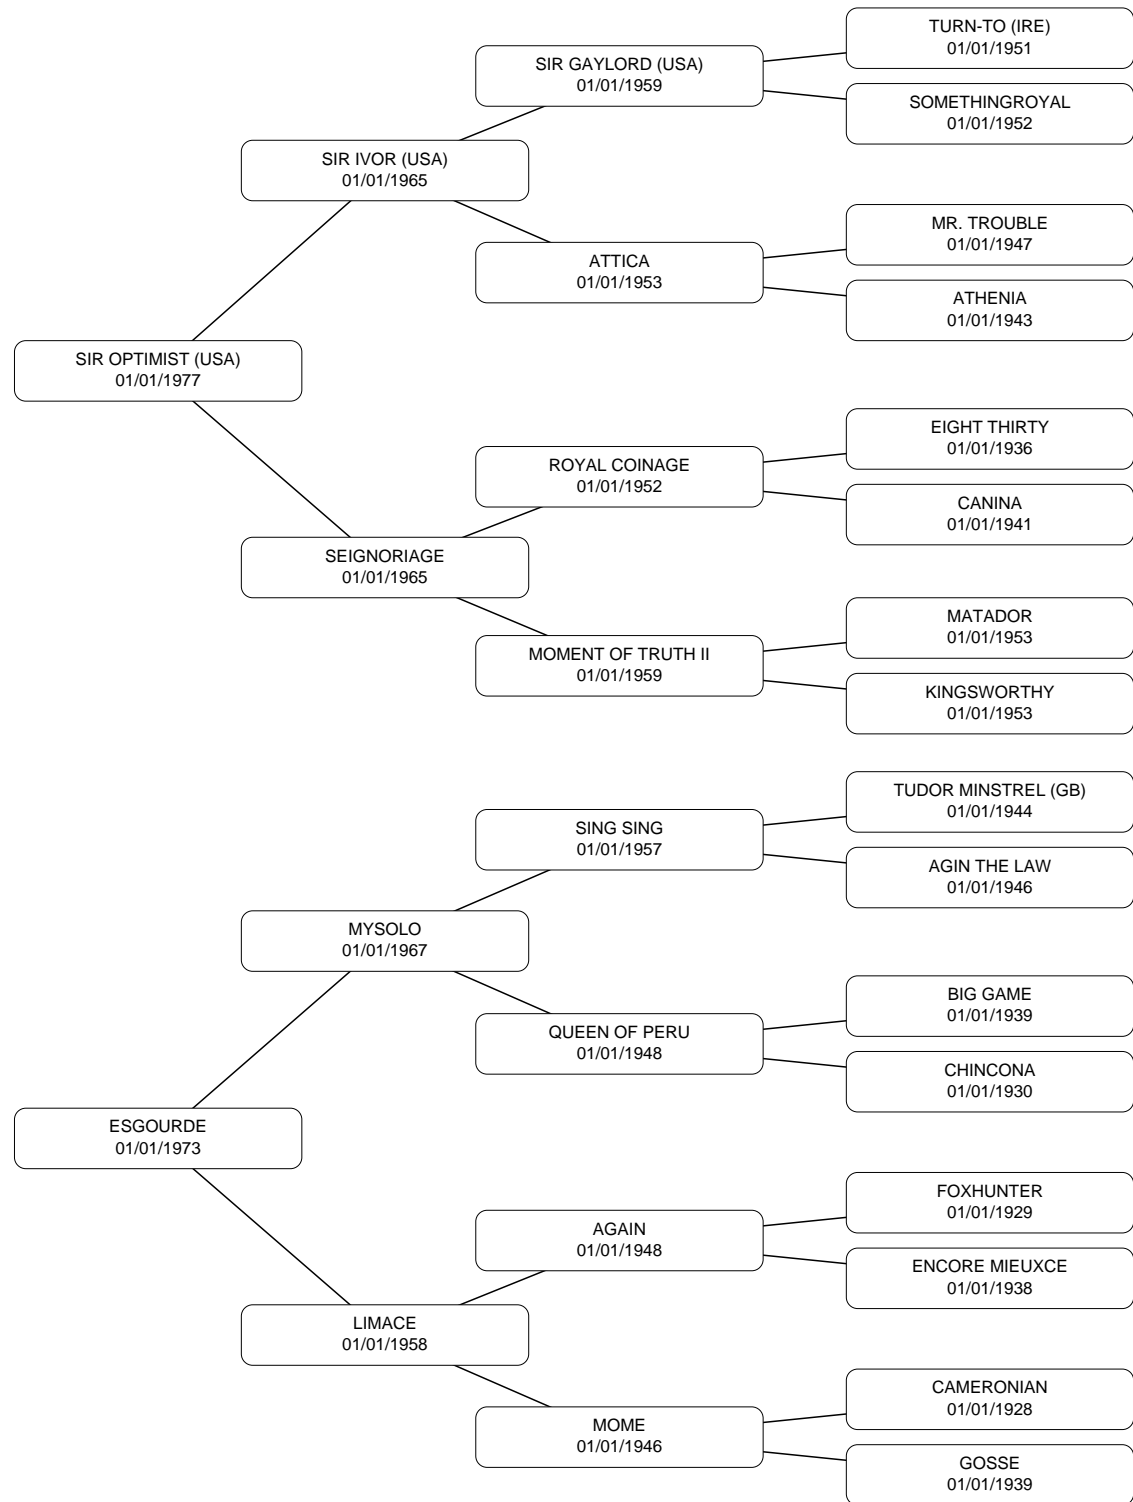 TURN-TO (IRE)
01/01/1951
SIR GAYLORD (USA)
01/01/1959
SOMETHINGROYAL
01/01/1952
SIR IVOR (USA)
01/01/1965
MR. TROUBLE
01/01/1947
ATTICA
01/01/1953
ATHENIA
01/01/1943
SIR OPTIMIST (USA)
01/01/1977
EIGHT THIRTY
01/01/1936
ROYAL COINAGE
01/01/1952
CANINA
01/01/1941
SEIGNORIAGE
01/01/1965
MATADOR
01/01/1953
MOMENT OF TRUTH II
01/01/1959
KINGSWORTHY
01/01/1953
TUDOR MINSTREL (GB)
01/01/1944
SING SING
01/01/1957
AGIN THE LAW
01/01/1946
MYSOLO
01/01/1967
BIG GAME
01/01/1939
QUEEN OF PERU
01/01/1948
CHINCONA
01/01/1930
ESGOURDE
01/01/1973
FOXHUNTER
01/01/1929
AGAIN
01/01/1948
ENCORE MIEUXCE
01/01/1938
LIMACE
01/01/1958
CAMERONIAN
01/01/1928
MOME
01/01/1946
GOSSE
01/01/1939